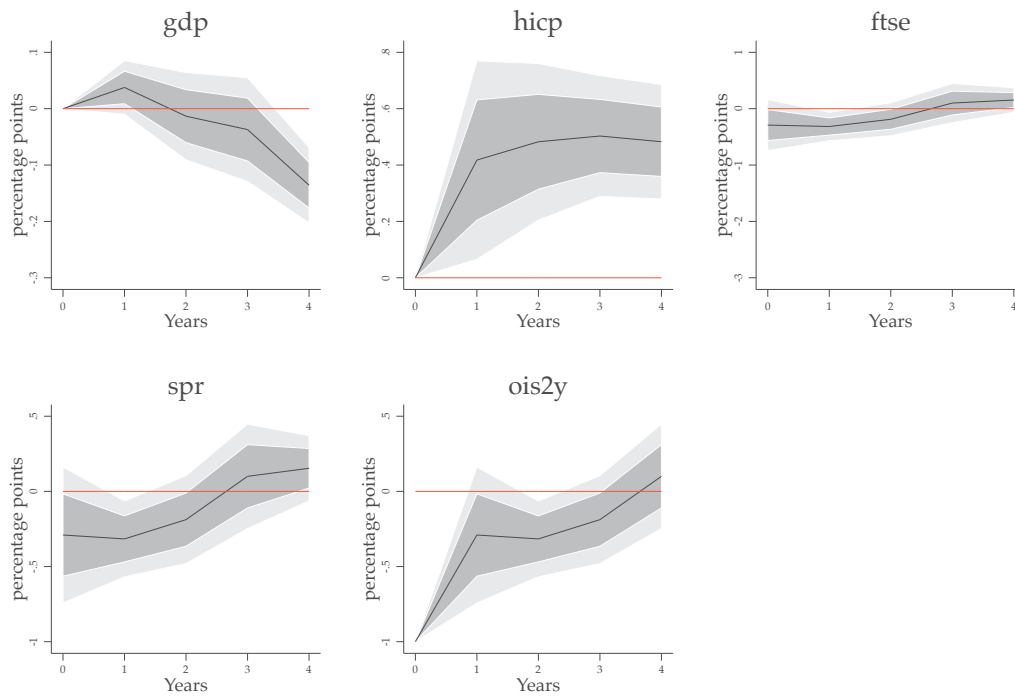 gdp
percentage points
.1
0
-.1
-.2
-.3
0 1 2 3 4
Years
hicp
percentage points
.8
.6
.4
.2
0
0 1 2 3 4
Years
ftse
percentage points
1
0
-1
-2
-3
0 1 2 3 4
Years
spr
percentage points
.5
0
-.5
-1
0 1 2 3 4
Years
ois2y
percentage points
.5
0
-.5
-1
0 1 2 3 4
Years